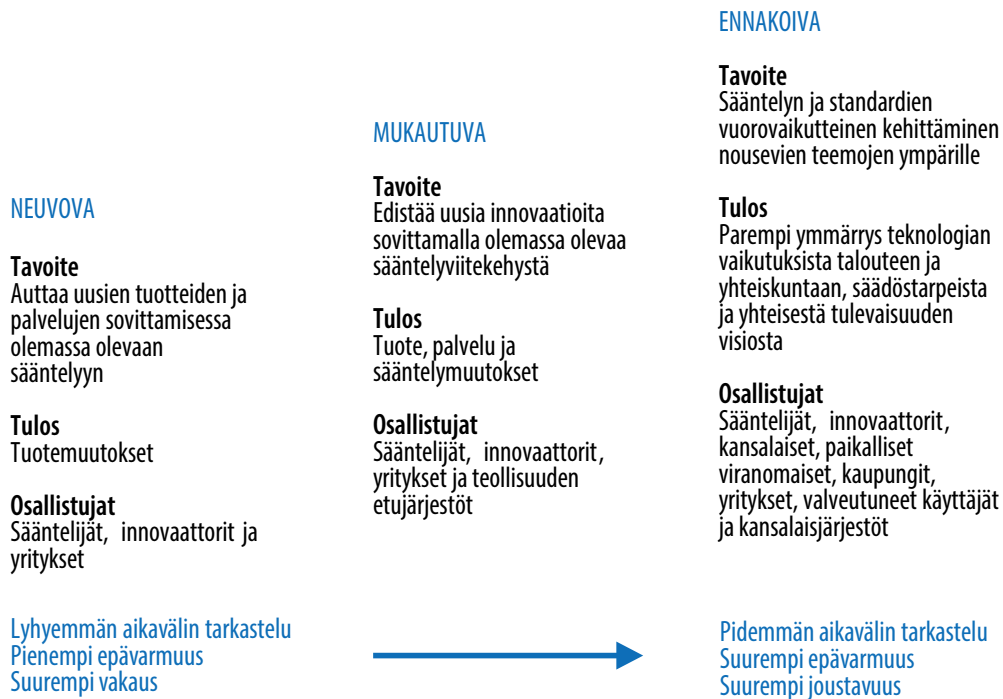 NEUVOVA
Tavoite
Auttaa uusien tuotteiden ja
palvelujen sovittamisessa
olemassa olevaan
sääntelyyn
Tulos
Tuotemuutokset
Osallistujat
Sääntelijät, innovaattorit ja
yritykset
Lyhyemmän aikavälin tarkastelu
Pienempi epävarmuus
Suurempi vakaus
MUKAUTUVA
Tavoite
Edistää uusia innovaatioita
sovittamalla olemassa olevaa
sääntelyviitekehystä
Tulos
Tuote, palvelu ja
sääntelymuutokset
Osallistujat
Sääntelijät, innovaattorit,
yritykset ja teollisuuden
etujärjestöt
ENNAKOIVA
Tavoite
Sääntelyn ja standardien
vuorovaikutteinen kehittäminen
nousevien teemojen ympärille
Tulos
Parempi ymmärrys teknologian
vaikutuksista talouteen ja
yhteiskuntaan, säädöstarpeista
ja yhteisestä tulevaisuuden
visiosta
Osallistujat
Sääntelijät, innovaattorit,
kansalaiset, paikalliset
viranomaiset, kaupungit,
yritykset, valveutuneet käyttäjät
ja kansalaisjärjestöt
Pidemmän aikavälin tarkastelu
Suurempi epävarmuus
Suurempi joustavuus